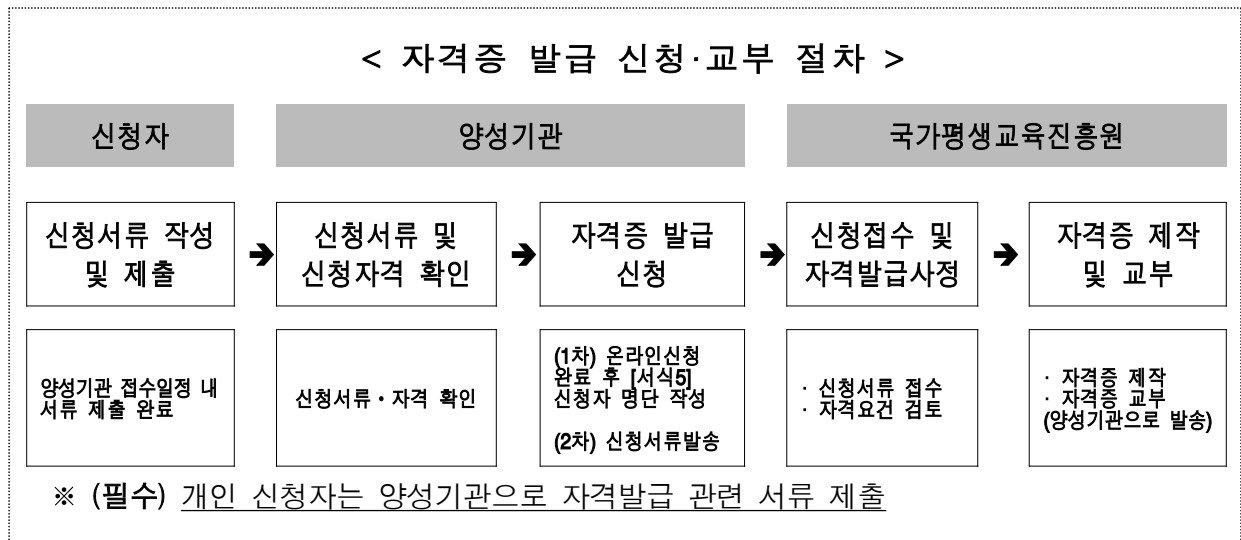 < 자격증 발급 신청·교부 절차 >
신청자
양성기관
국가평생교육진흥원
신청서류 작성
및 제출
➔
신청서류 및
신청자격 확인
➔
자격증 발급
신청
➔
신청접수 및
자격발급사정
➔
자격증 제작
및 교부
양성기관 접수일정 내
서류 제출 완료
신청서류・자격 확인
(1차) 온라인신청
완료 후 [서식5]
신청자 명단 작성
(2차) 신청서류발송
· 신청서류 접수
· 자격요건 검토
· 자격증 제작
· 자격증 교부
(양성기관으로 발송)
※ (필수) 개인 신청자는 양성기관으로 자격발급 관련 서류 제출